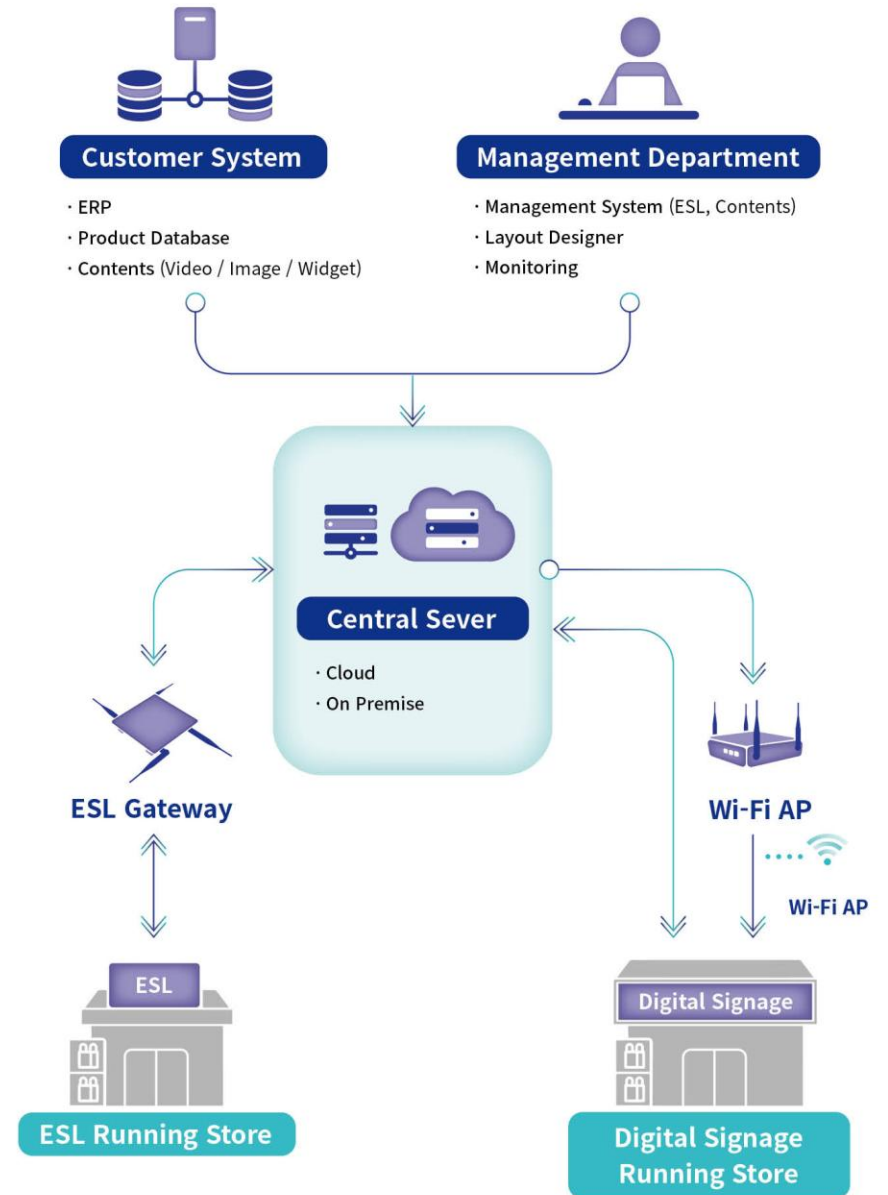 Customer System
· ERP
· Product Database
· Contents (Video / Image / Widget)
Management Department
· Management System (ESL, Contents)
· Layout Designer
· Monitoring
Central Sever
· Cloud
· On Premise
ESL Gateway
Wi-Fi AP
Wi-Fi AP
ESL
ESL Running Store
Digital Signage
Digital Signage
Running Store